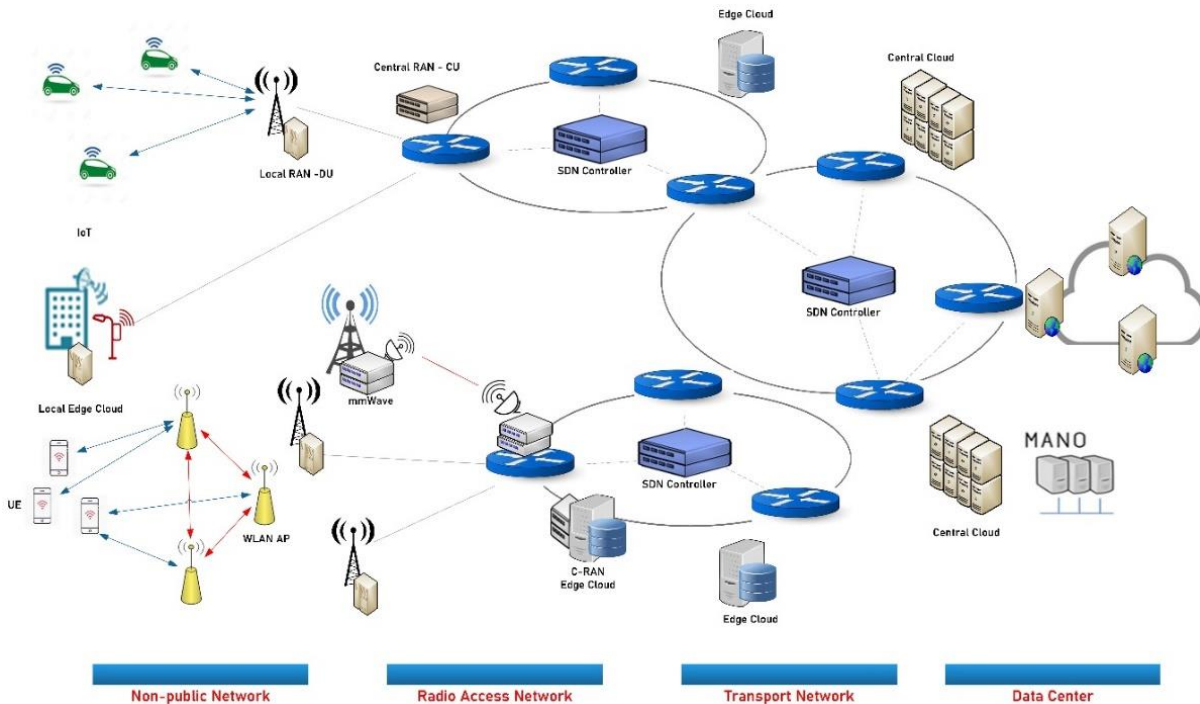 Edge Cloud
Central RAN - CU
Central Cloud
SDN Controller
Local RAN -DU
IoT
SDN Controller
mmWave
Local Edge Cloud
SDN Controller
MANO
UE
WLAN AP
Central Cloud
C-RAN
Edge Cloud
Edge Cloud
Non-public Network
Radio Access Network
Transport Network
Data Center